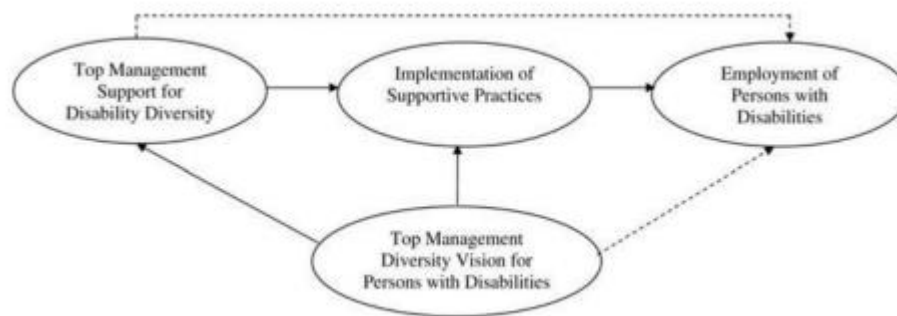 Top Management
Support for
Disability Diversity
Implementation of
Supportive Practices
Employment of
Persons with
Disabilities
Top Management
Diversity Vision for
Persons with Disabilities